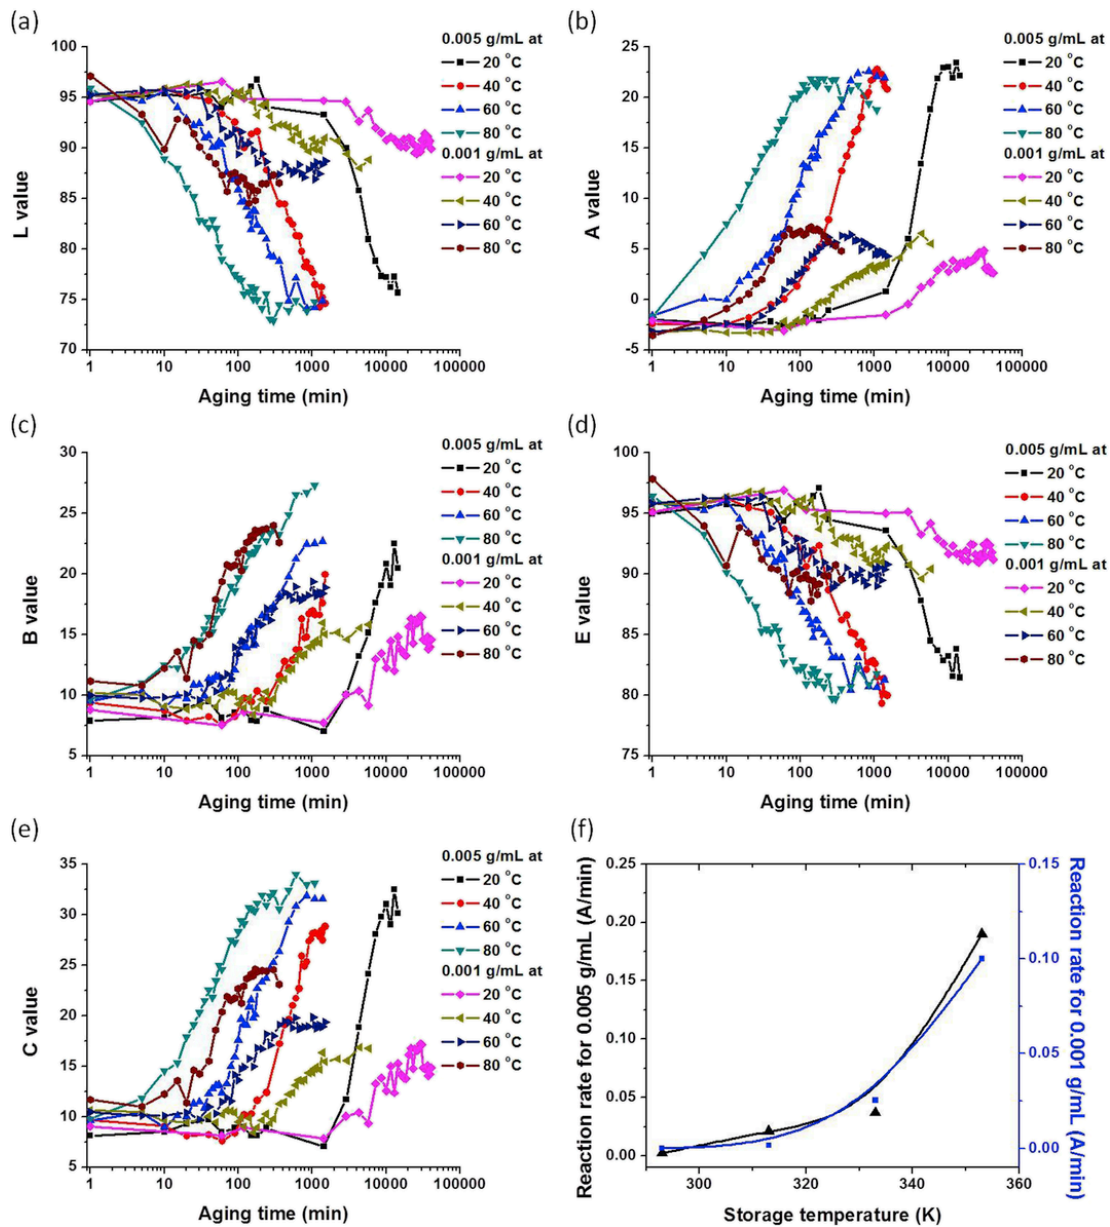 (a)
100
95
90
85
80
75
70
L value
1
10
100
1000
10000
100000
Aging time (min)
0.005 g/mL at
20 °C
40 °C
60 °C
80 °C
0.001 g/mL at
20 °C
40 °C
60 °C
80 °C
(b)
25
20
15
10
5
0
-5
A value
1
10
100
1000
10000
100000
Aging time (min)
0.005 g/mL at
20 °C
40 °C
60 °C
80 °C
0.001 g/mL at
20 °C
40 °C
60 °C
80 °C
(c)
30
25
20
15
10
5
B value
1
10
100
1000
10000
100000
Aging time (min)
0.005 g/mL at
20 °C
40 °C
60 °C
80 °C
0.001 g/mL at
20 °C
40 °C
60 °C
80 °C
(d)
100
95
90
85
80
75
E value
1
10
100
1000
10000
100000
Aging time (min)
0.005 g/mL at
20 °C
40 °C
60 °C
80 °C
0.001 g/mL at
20 °C
40 °C
60 °C
80 °C
(e)
35
30
25
20
15
10
5
C value
1
10
100
1000
10000
100000
Aging time (min)
0.005 g/mL at
20 °C
40 °C
60 °C
80 °C
0.001 g/mL at
20 °C
40 °C
60 °C
80 °C
(f)
Reaction rate for 0.005 g/mL (A/min)
0.25
0.20
0.15
0.10
0.05
0.00
300
320
340
360
Storage temperature (K)
0.15
0.10
0.05
0.00
Reaction rate for 0.001 g/mL (A/min)